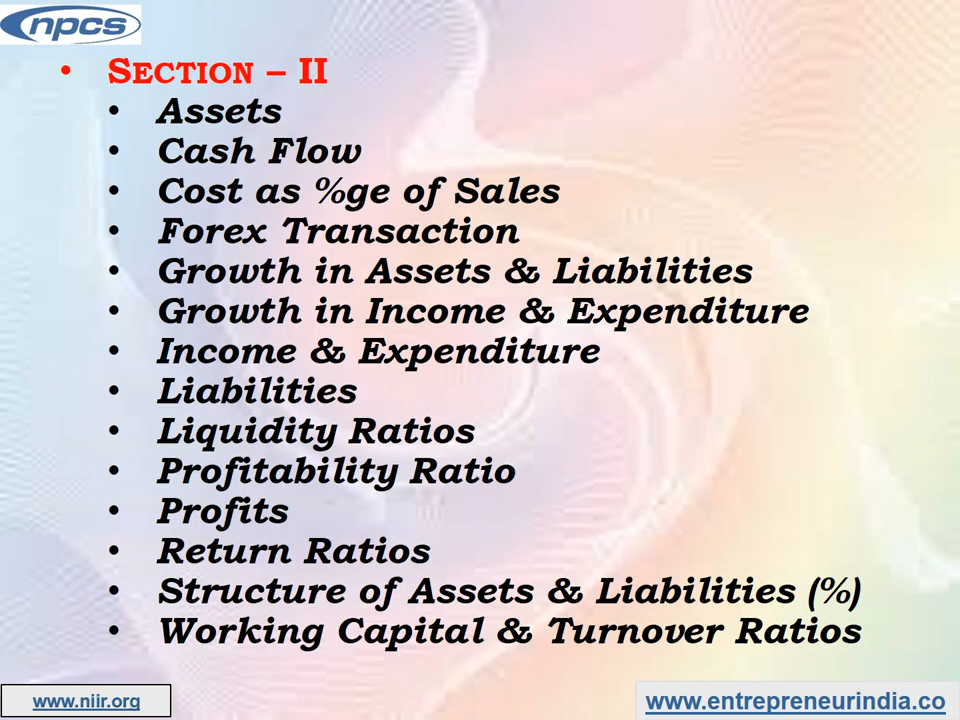 npcs
• SECTION – II
• Assets
• Cash Flow
• Cost as %ge of Sales
• Forex Transaction
• Growth in Assets & Liabilities
• Growth in Income & Expenditure
• Income & Expenditure
• Liabilities
• Liquidity Ratios
• Profitability Ratio
• Profits
• Return Ratios
• Structure of Assets & Liabilities (%)
• Working Capital & Turnover Ratios
www.niir.org
www.entrepreneurindia.co